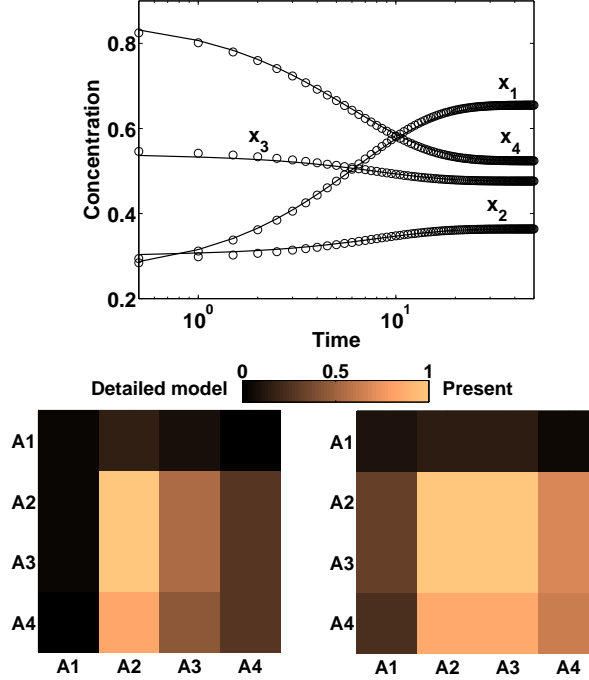 0.8
0.6
0.4
0.2
Concentration
x1
x3
x4
x2
10^0
10^1
Time
Detailed model
0
0.5
1
Present
A1
A2
A3
A4
A1
A2
A3
A4
A1 A2 A3 A4
A1 A2 A3 A4